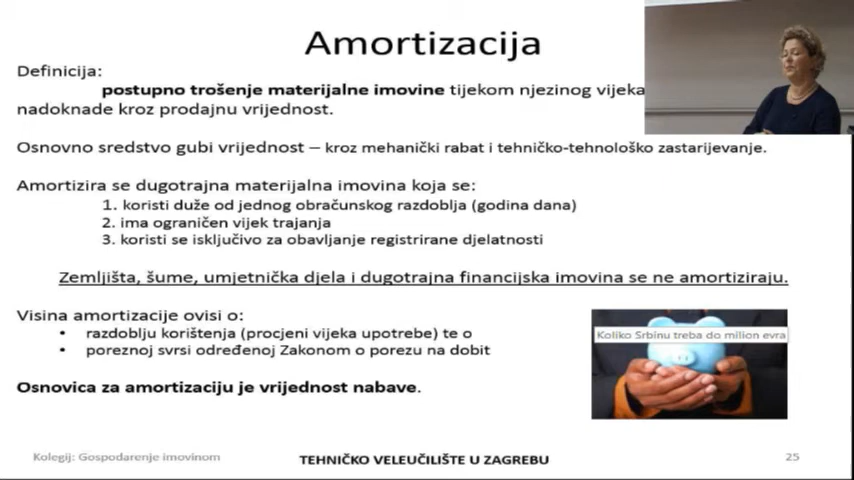 Amortizacija
Definicija:
postupno trošenje materijalne imovine tijekom njezinog vijeka
nadoknade kroz prodajnu vrijednost.
Osnovno sredstvo gubi vrijednost – kroz mehanički rabat i tehničko-tehnološko zastarijevanje.
Amortizira se dugotrajna materijalna imovina koja se:
1. koristi duže od jednog obračunskog razdoblja (godina dana)
2. ima ograničen vijek trajanja
3. koristi se isključivo za obavljanje registrirane djelatnosti
Zemljišta, šume, umjetnička djela i dugotrajna financijska imovina se ne amortiziraju.
Visina amortizacije ovisi o:
• razdoblju korištenja (procjeni vijeka upotrebe) te o
• poreznoj svrsi određenoj Zakonom o porezu na dobit
Koliko Srbinu treba do milion evra
Osnovica za amortizaciju je vrijednost nabave.
Kolegij: Gospodarenje imovinom
TEHNIČKO VELEUČILIŠTE U ZAGREBU
25